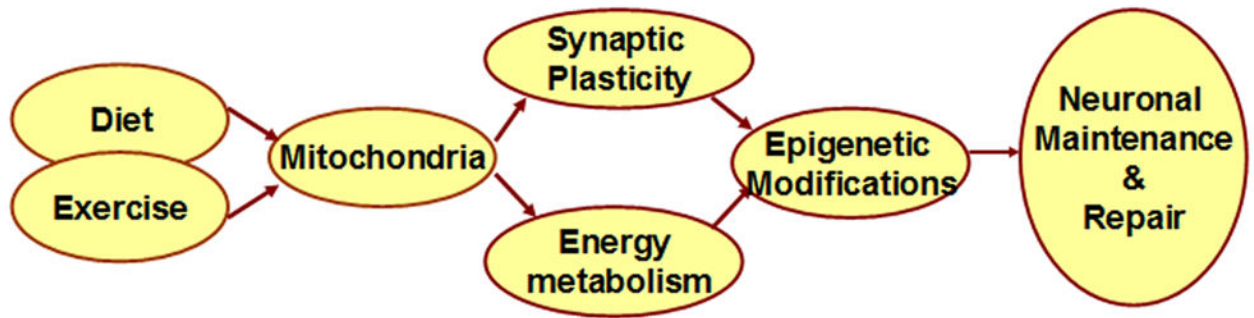 Diet
Exercise
Mitochondria
Synaptic
Plasticity
Energy
metabolism
Epigenetic
Modifications
Neuronal
Maintenance
&
Repair